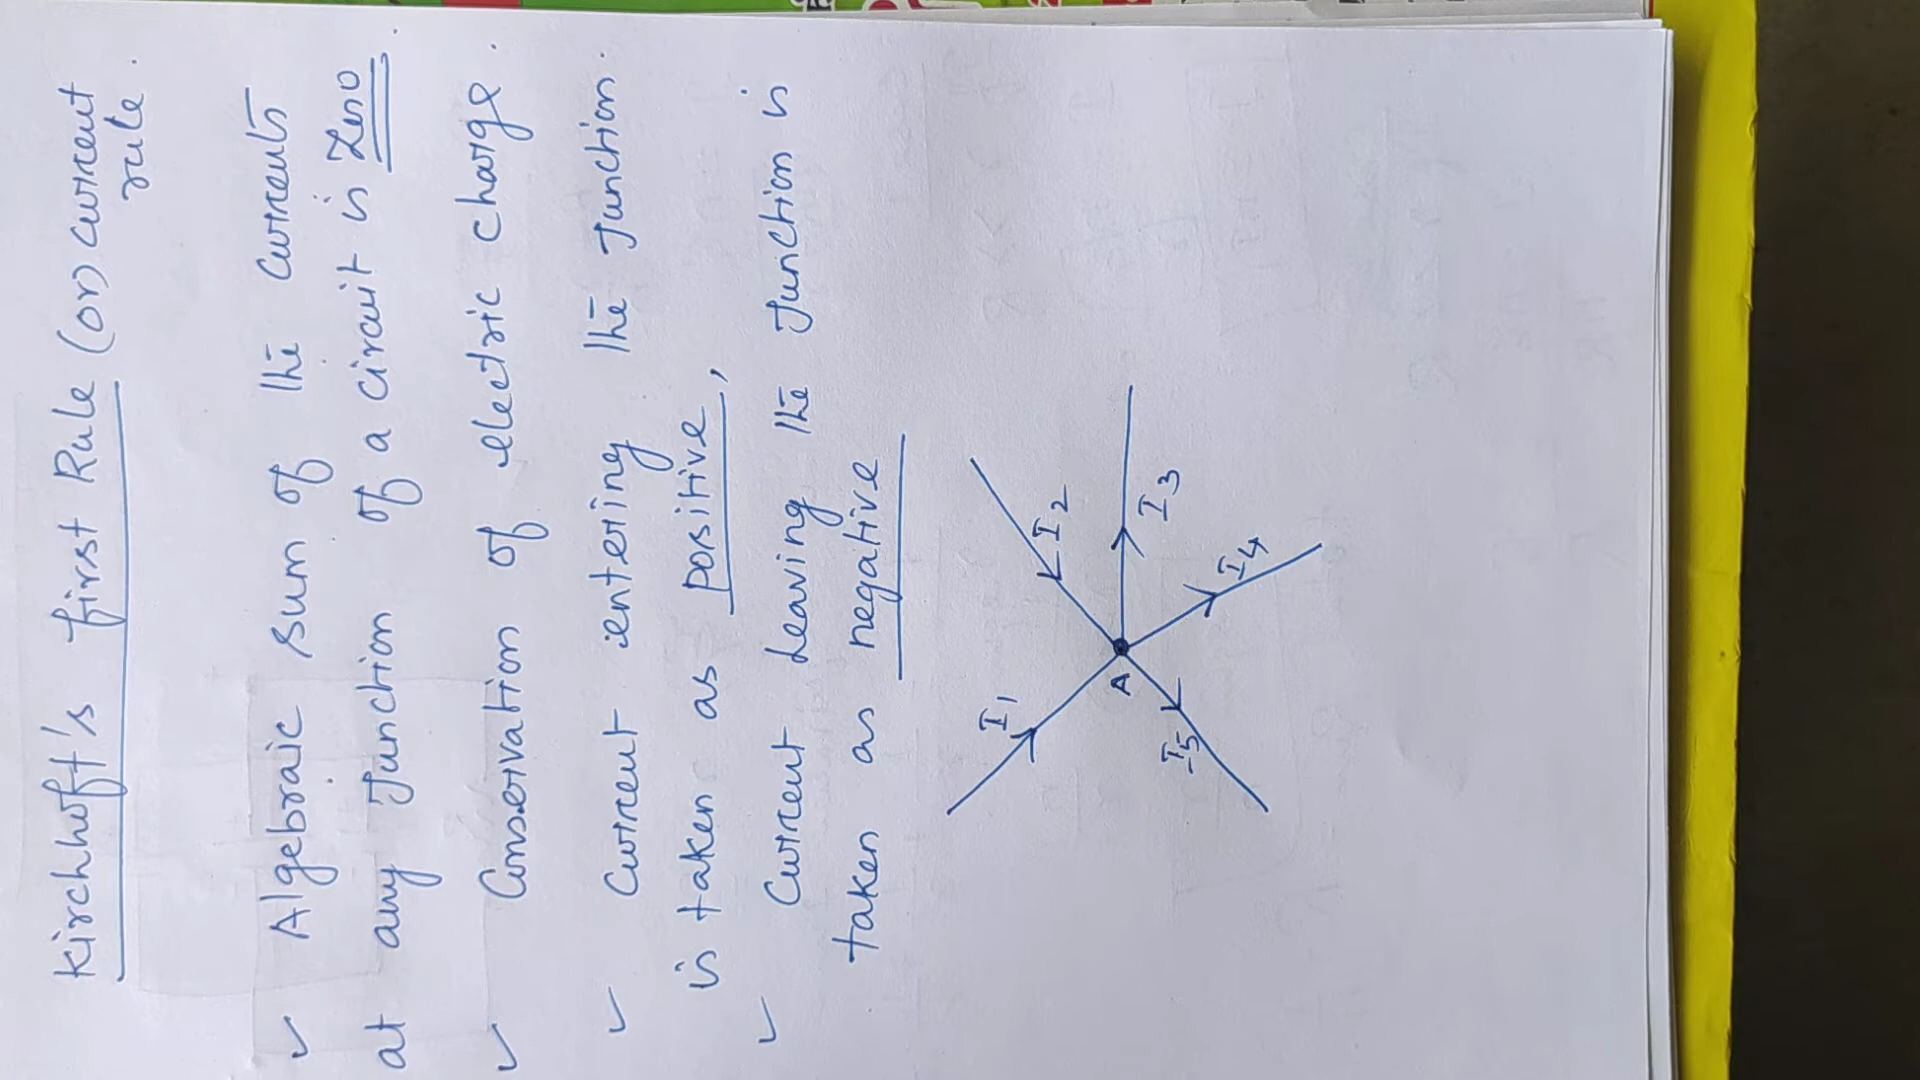 Kirchhoff's first Rule (or) current
rule.
✓ Algebraic sum of the currents
at any Junction of a circuit is Zero.
✓ Conservation of electric charge.
✓ Current entering the Junction.
is taken as positive,
✓ Current Leaving the Junction is
taken as negative
I1
I2
A
I3
I5
I4